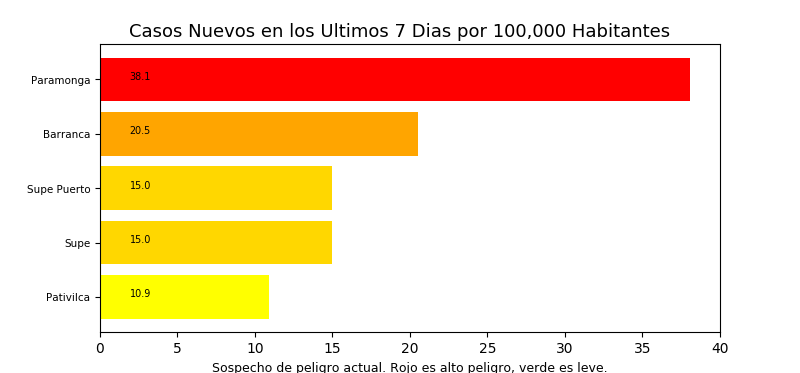 Casos Nuevos en los Ultimos 7 Dias por 100,000 Habitantes
Paramonga 38.1
Barranca 20.5
Supe Puerto 15.0
Supe 15.0
Pativilca 10.9
0 5 10 15 20 25 30 35 40
Sospecho de peligro actual. Rojo es alto peligro, verde es leve.